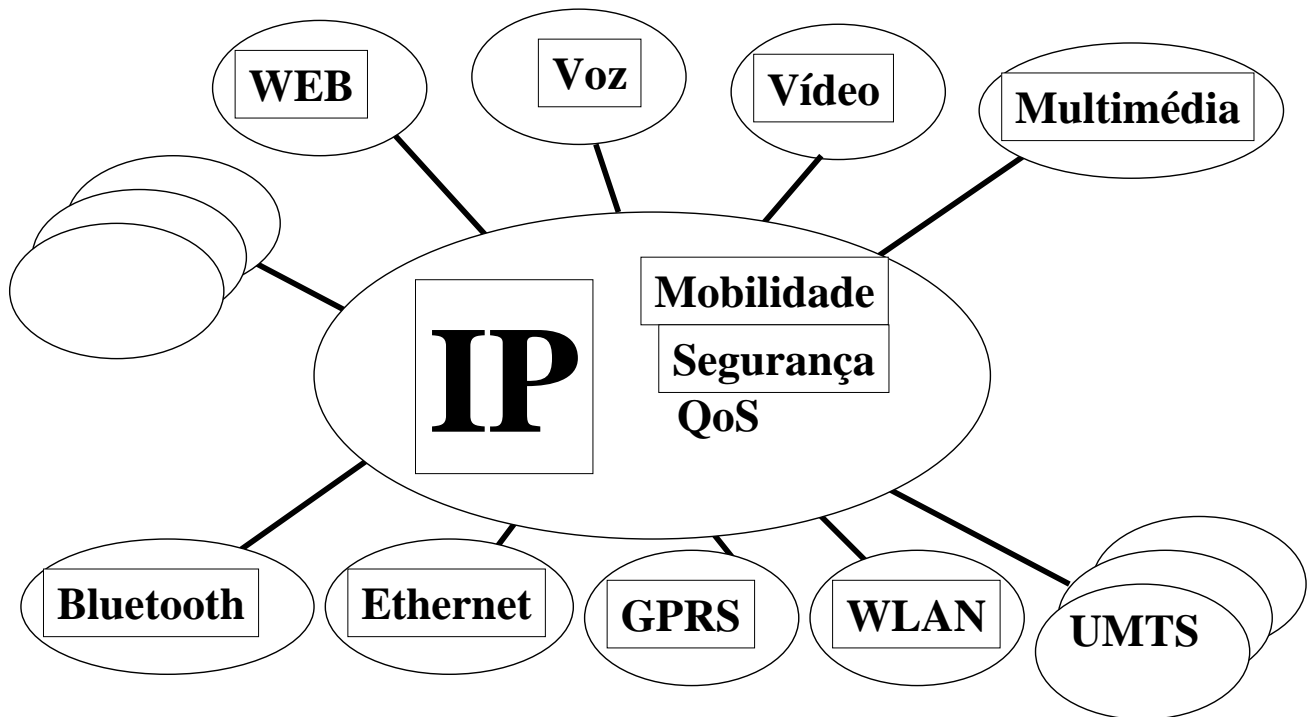 WEB
Voz
Vídeo
Multimédia
IP
Mobilidade
Segurança
QoS
Bluetooth
Ethernet
GPRS
WLAN
UMTS